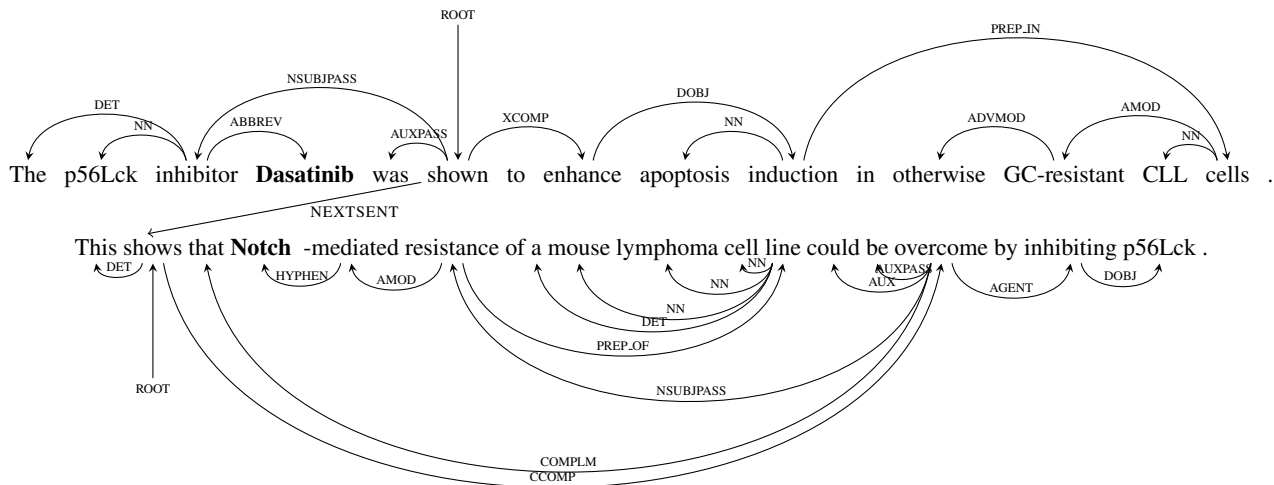 ROOT
PREP_IN
NSUBJPASS
DOBJ
DET
AMOD
NN ABBREV AUXPASS XCOMP NN ADVMOD NN
The p56Lck inhibitor Dasatinib was shown to enhance apoptosis induction in otherwise GC-resistant CLL cells .
NEXTSENT
This shows that Notch -mediated resistance of a mouse lymphoma cell line could be overcome by inhibiting p56Lck .
DET HYPHEN AMOD NN NN NN DET AUXPASS AUX AGENT DOBJ
PREP_OF
ROOT
NSUBJPASS
COMPLM
CCOMP